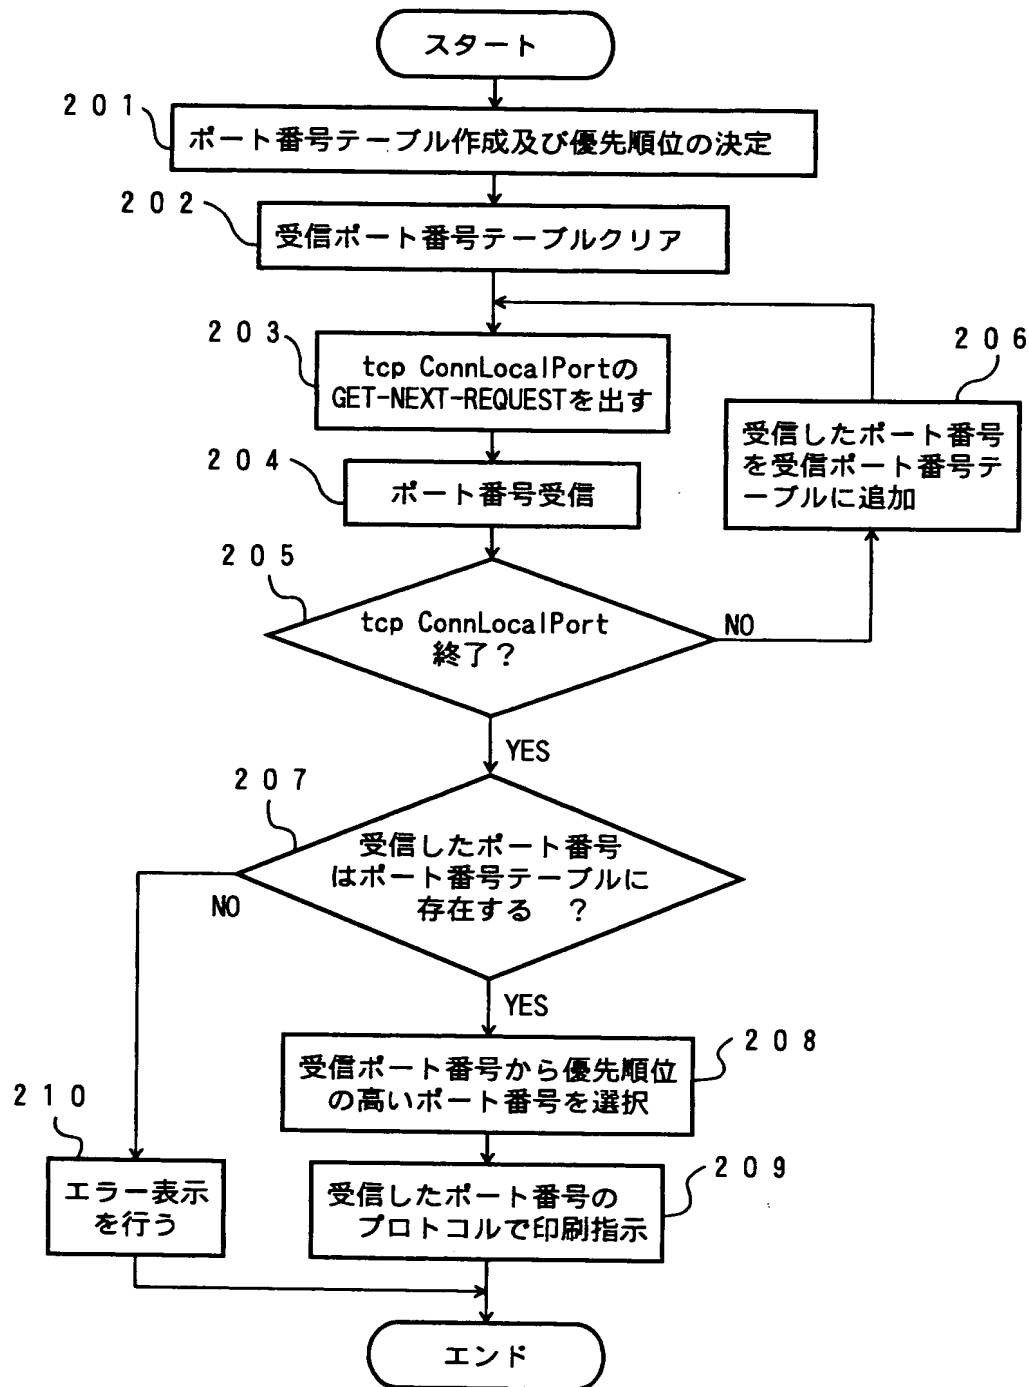 スタート
201
ポート番号テーブル作成及び優先順位の決定
202
受信ポート番号テーブルクリア
203
tcp ConnLocalPortの
GET-NEXT-REQUESTを出す
206
受信したポート番号
を受信ポート番号テ
ーブルに追加
204
ポート番号受信
205
tcp ConnLocalPort
終了?
NO
YES
207
受信したポート番号
はポート番号テーブルに
存在する ?
NO
YES
208
受信ポート番号から優先順位
の高いポート番号を選択
210
エラー表示
を行う
209
受信したポート番号の
プロトコルで印刷指示
エンド